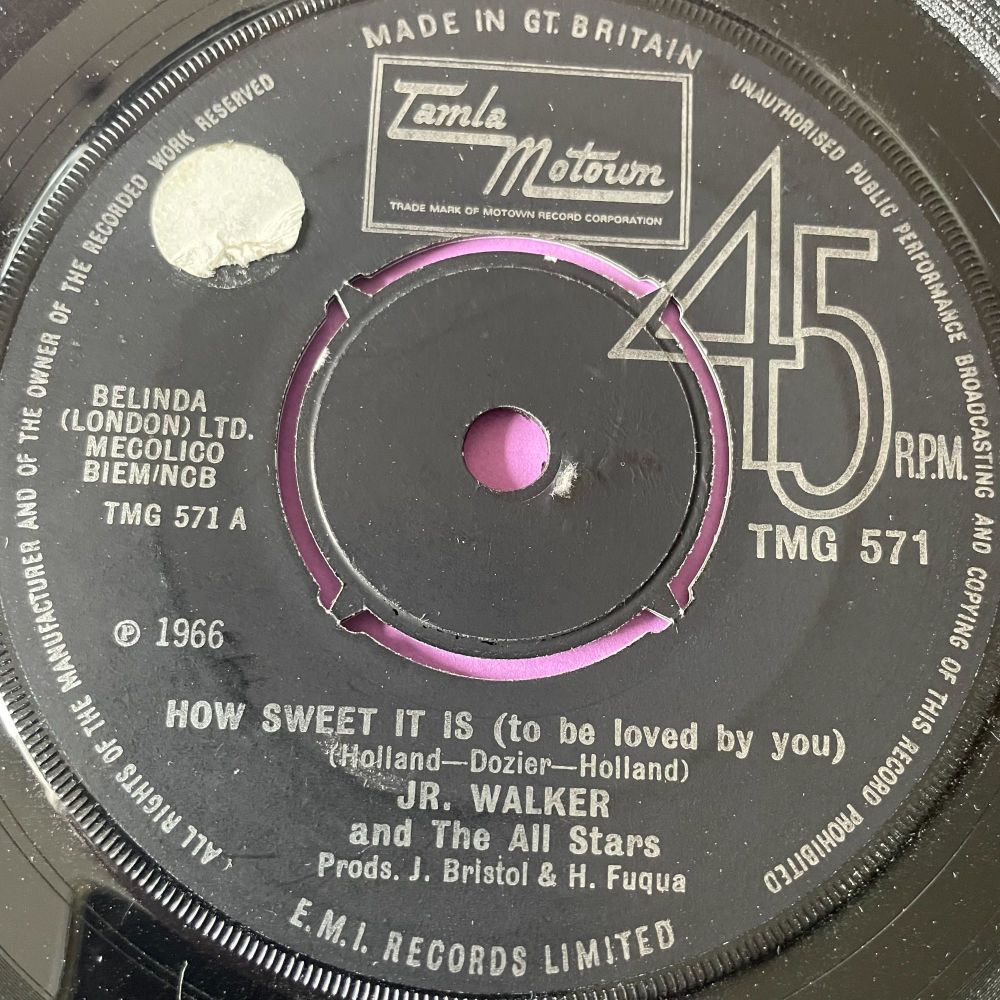 MADE IN GT. BRITAIN
Tamla
Motown
TRADE MARK OF MOTOWN RECORD CORPORATION
45
R.P.M.
TMG 571
BELINDA
(LONDON) LTD.
MECOLICO
BIEM/NCB
TMG 571 A
℗ 1966
HOW SWEET IT IS (to be loved by you)
(Holland—Dozier—Holland)
JR. WALKER
and The All Stars
Prods. J. Bristol & H. Fuqua
E.M.I. RECORDS LIMITED
ALL RIGHTS OF THE MANUFACTURER AND OF THE OWNER OF THE RECORDED WORK RESERVED
UNAUTHORISED PUBLIC PERFORMANCE BROADCASTING AND COPYING OF THIS RECORD PROHIBITED